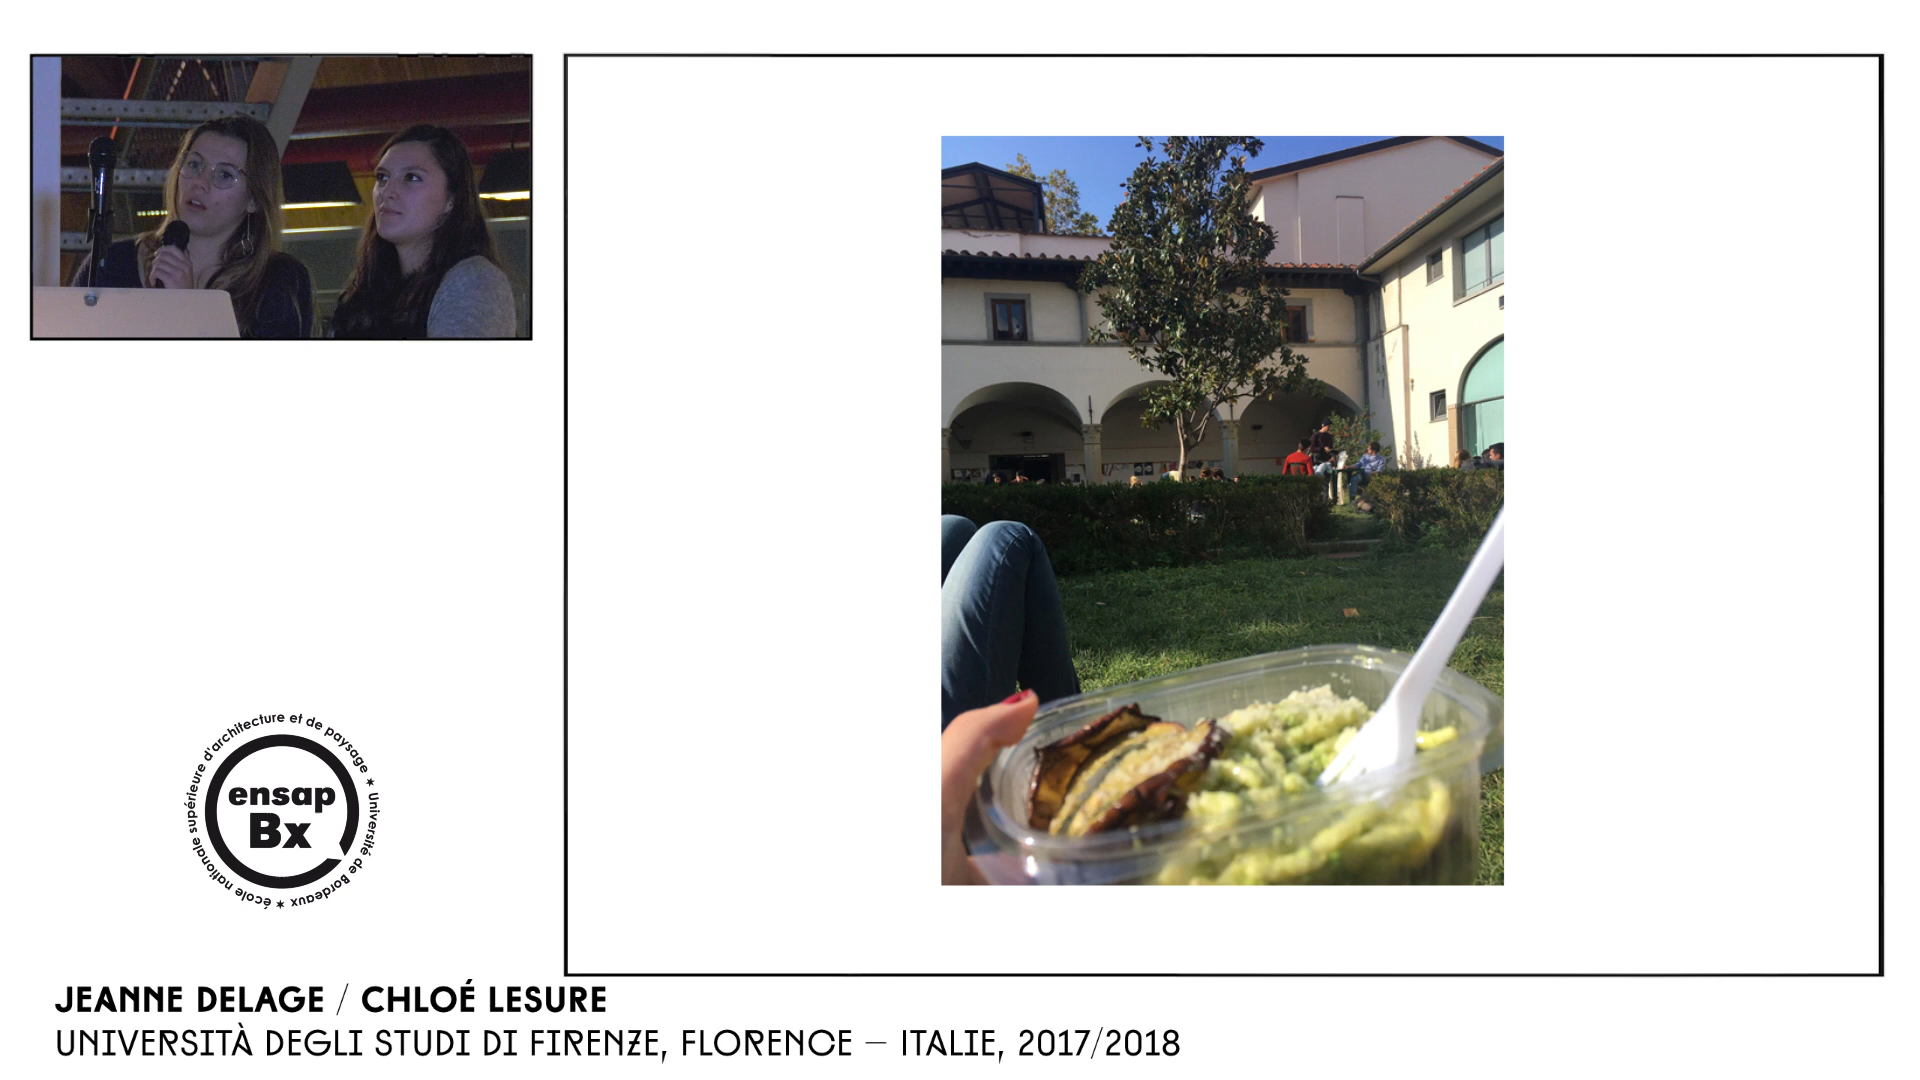 école nationale supérieure d'architecture et de paysage ✶ Université de Bordeaux ✶
ensap
Bx
JEANNE DELAGE / CHLOÉ LESURE
UNIVERSITÀ DEGLI STUDI DI FIRENZE, FLORENCE — ITALIE, 2017/2018